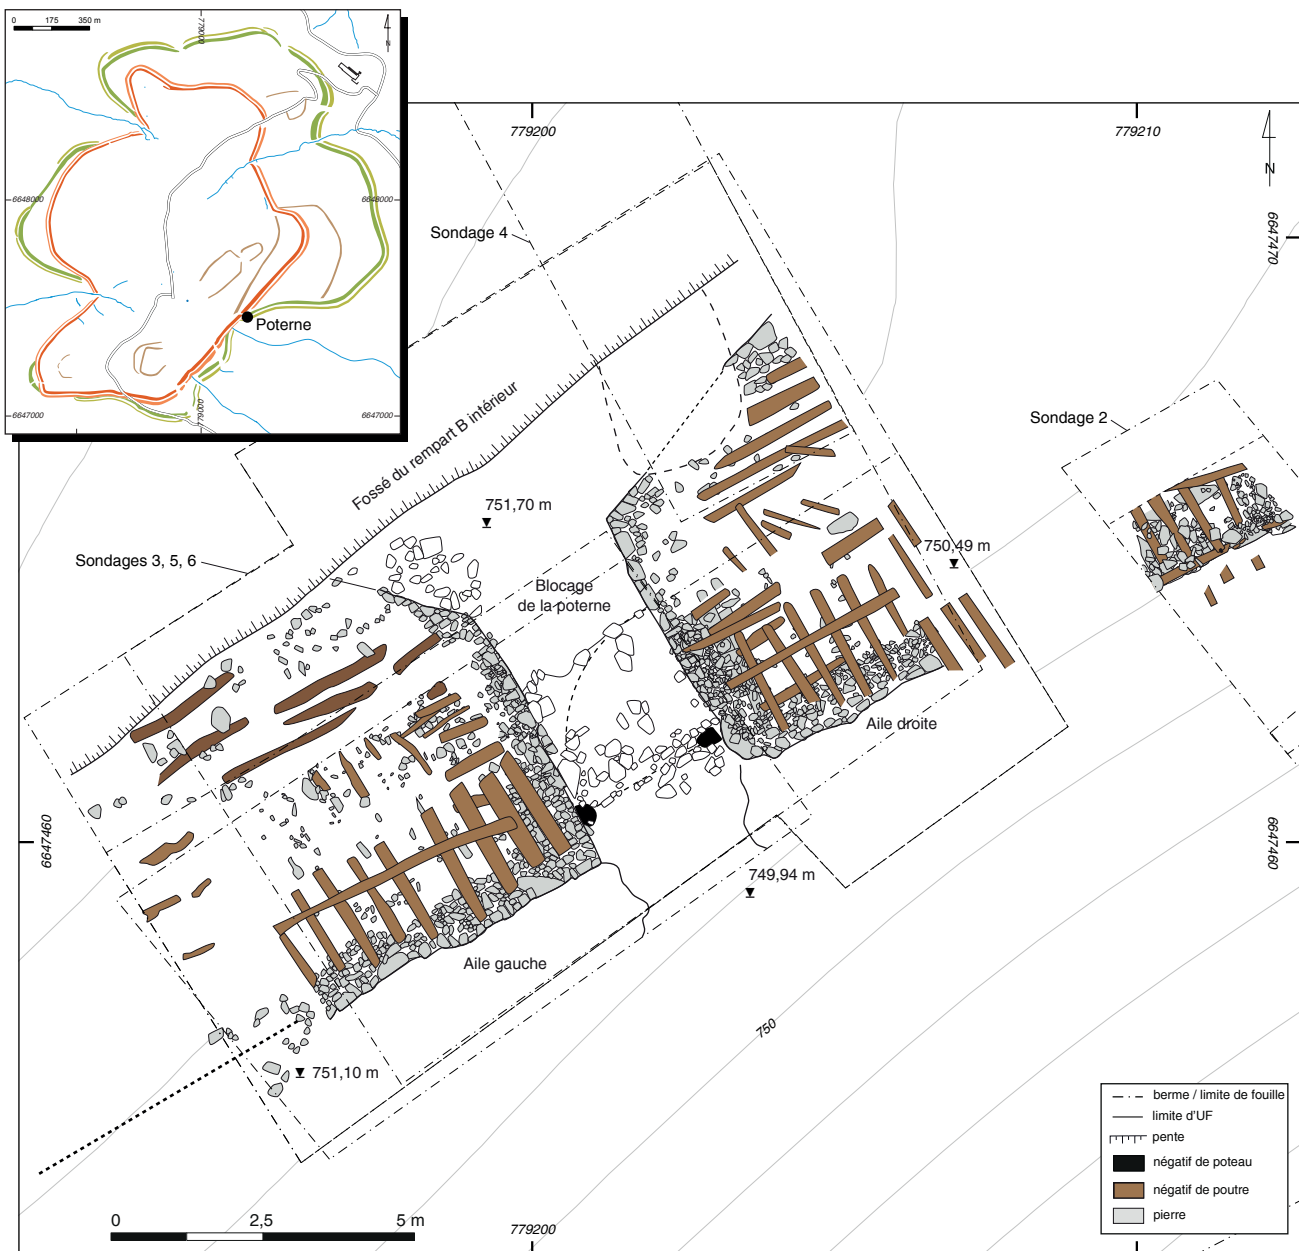 0 175 350 m
779000
N
6648000
6648000
Poterne
6647000
779000
6647000
779200
779210
N
Sondage 4
6647470
Fossé du rempart B intérieur
Sondage 2
751,70 m
750,49 m
Sondages 3, 5, 6
Blocage
de la poterne
Aile droite
6647460
6647460
749,94 m
Aile gauche
750
751,10 m
berme / limite de fouille
limite d'UF
pente
négatif de poteau
négatif de poutre
pierre
0 2,5 5 m
779200